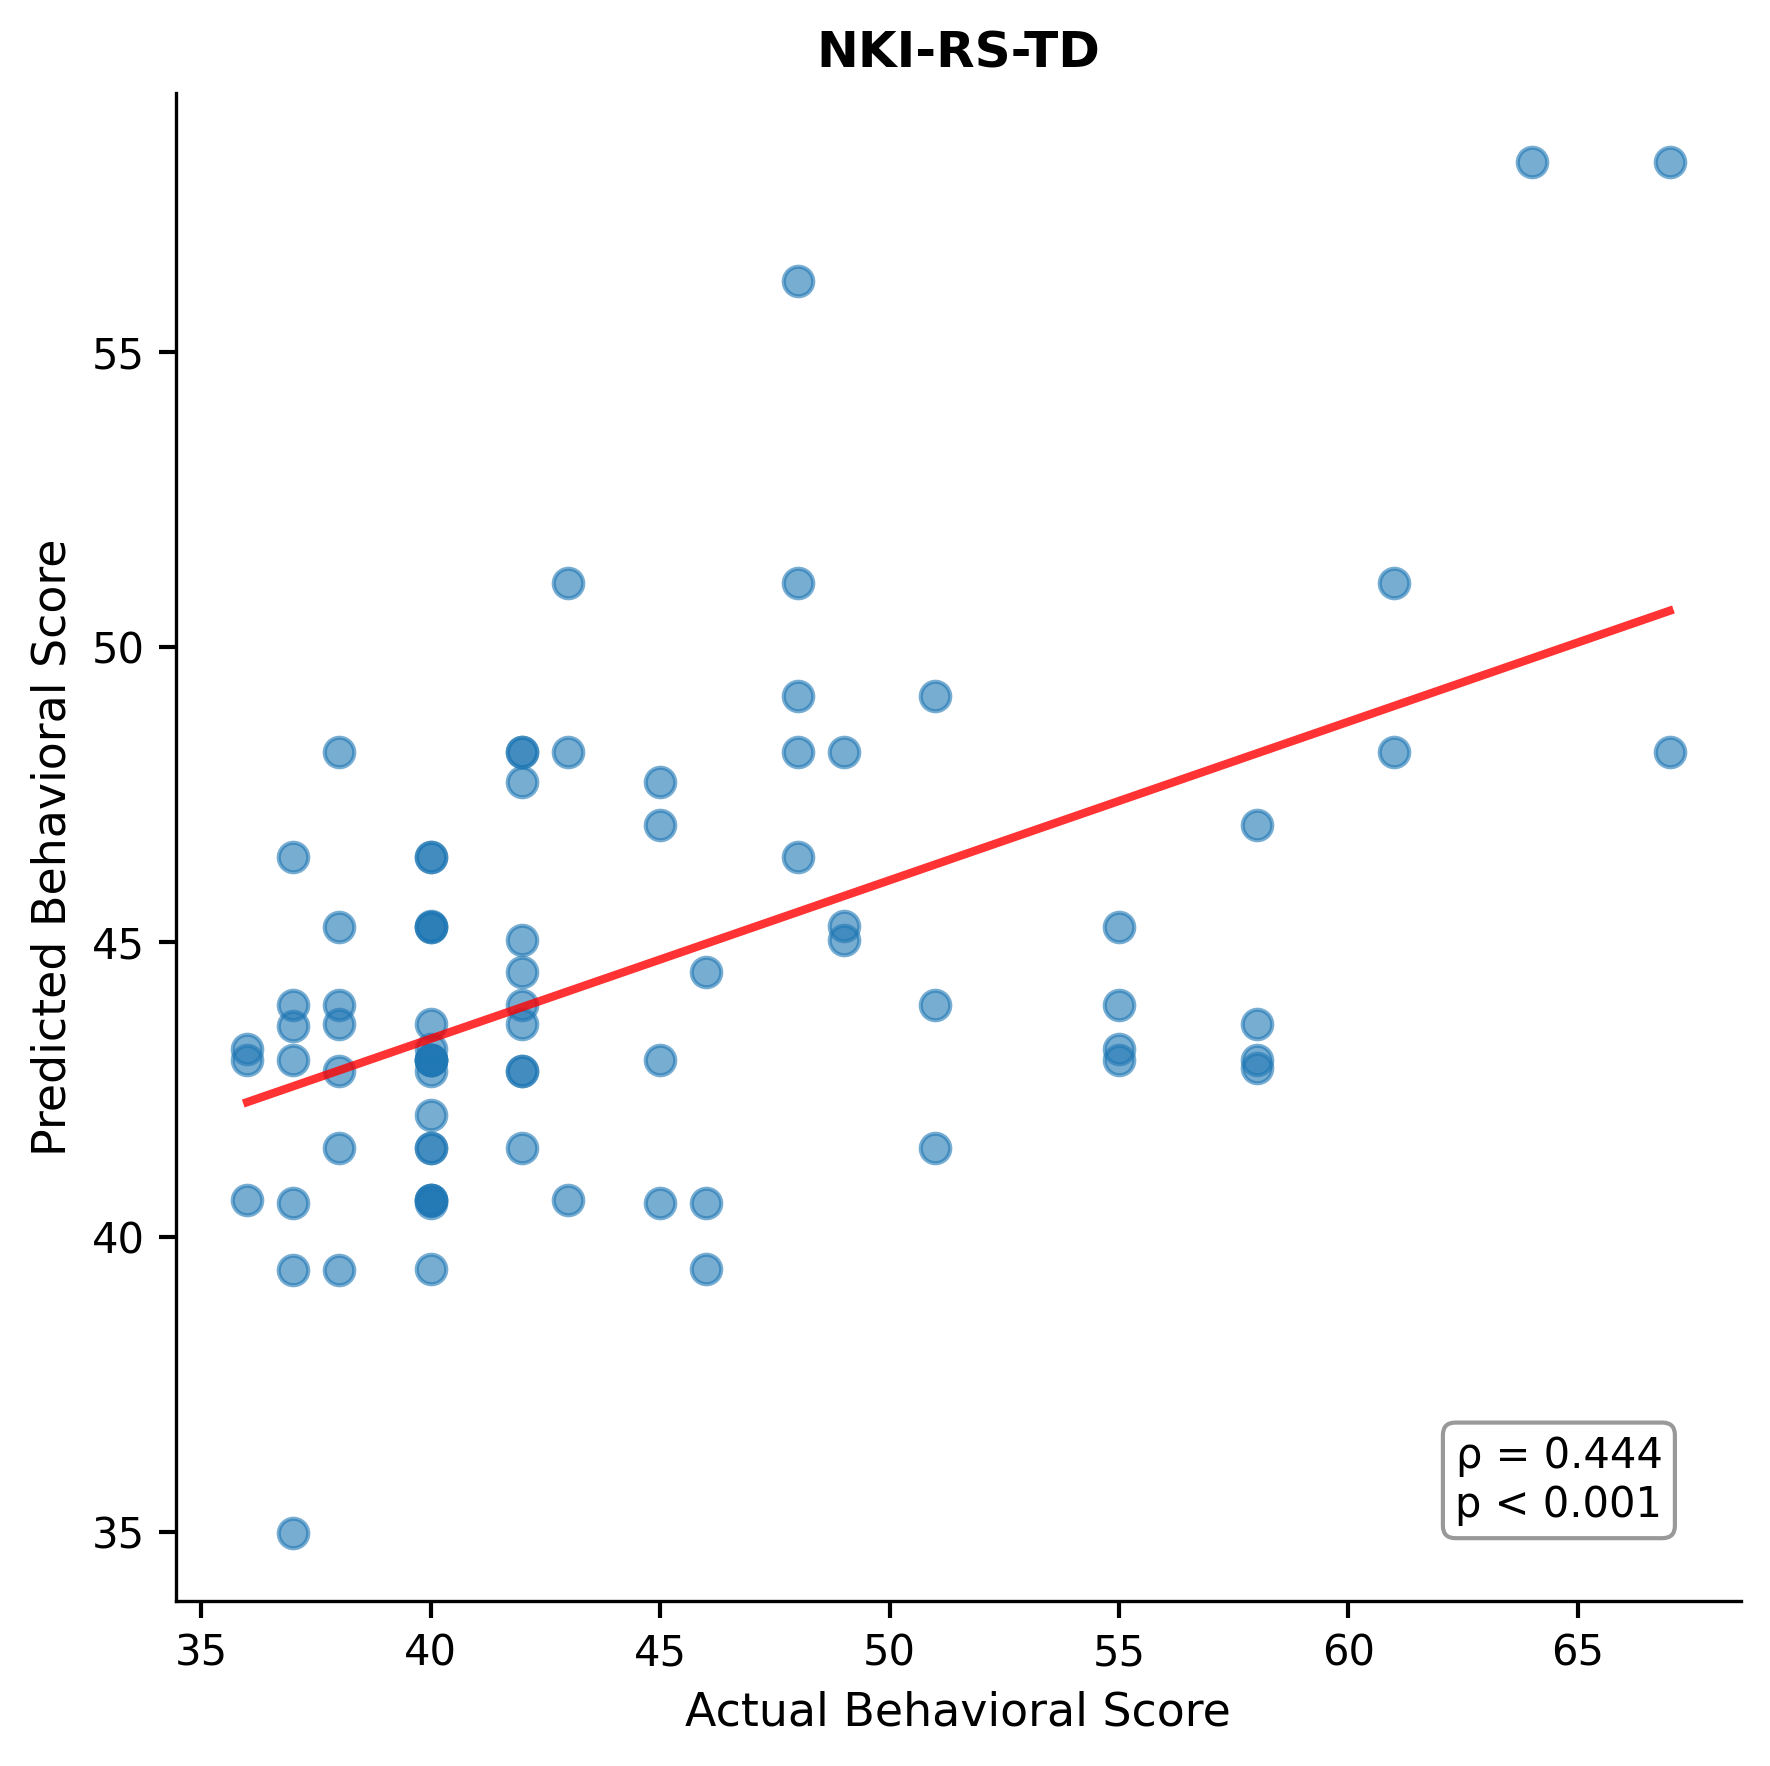 NKI-RS-TD
Predicted Behavioral Score
55
50
45
40
35
ρ = 0.444
p < 0.001
35 40 45 50 55 60 65
Actual Behavioral Score